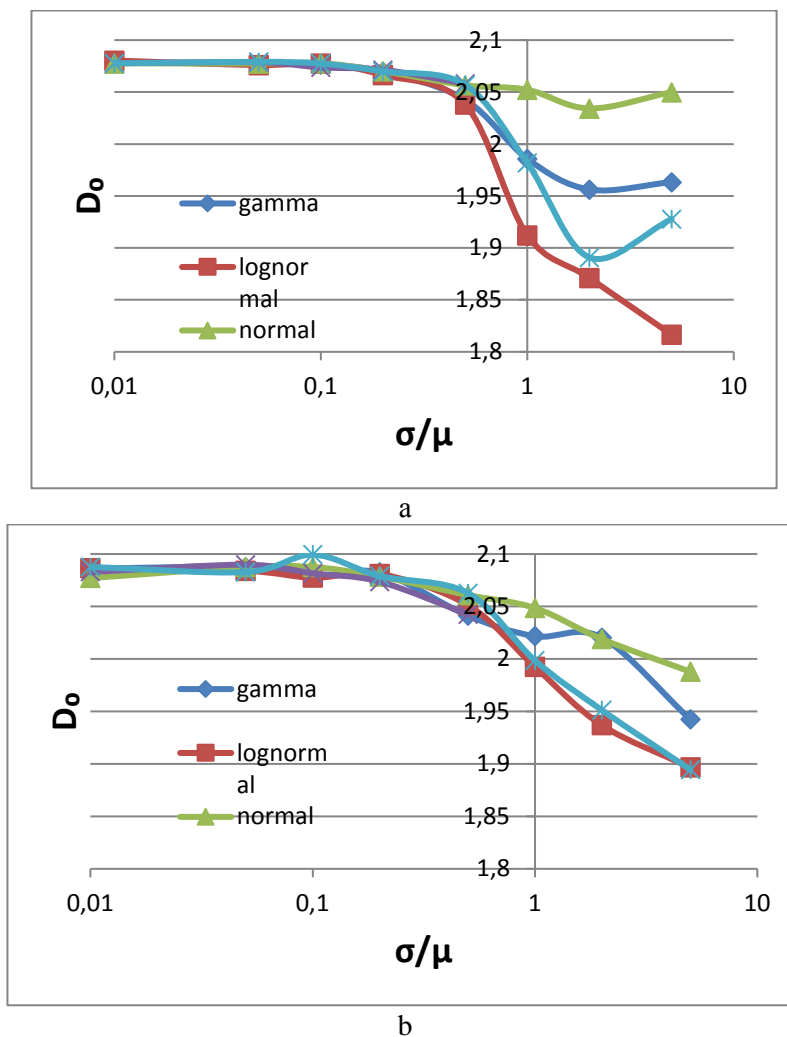 2,1
2,05
2
1,95
1,9
1,85
1,8
D₀
gamma
lognor
mal
normal
0,01 0,1 1 10
σ/μ
a
2,1
2,05
2
1,95
1,9
1,85
1,8
D₀
gamma
lognorm
al
normal
0,01 0,1 1 10
σ/μ
b